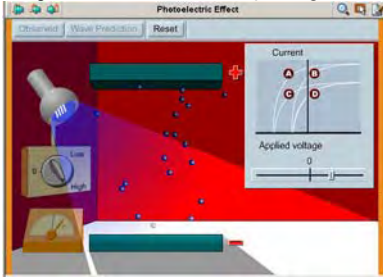 Photoelectric Effect
Observed Wave Prediction Reset
Current
A B
C D
Applied voltage
0
Low
0
High